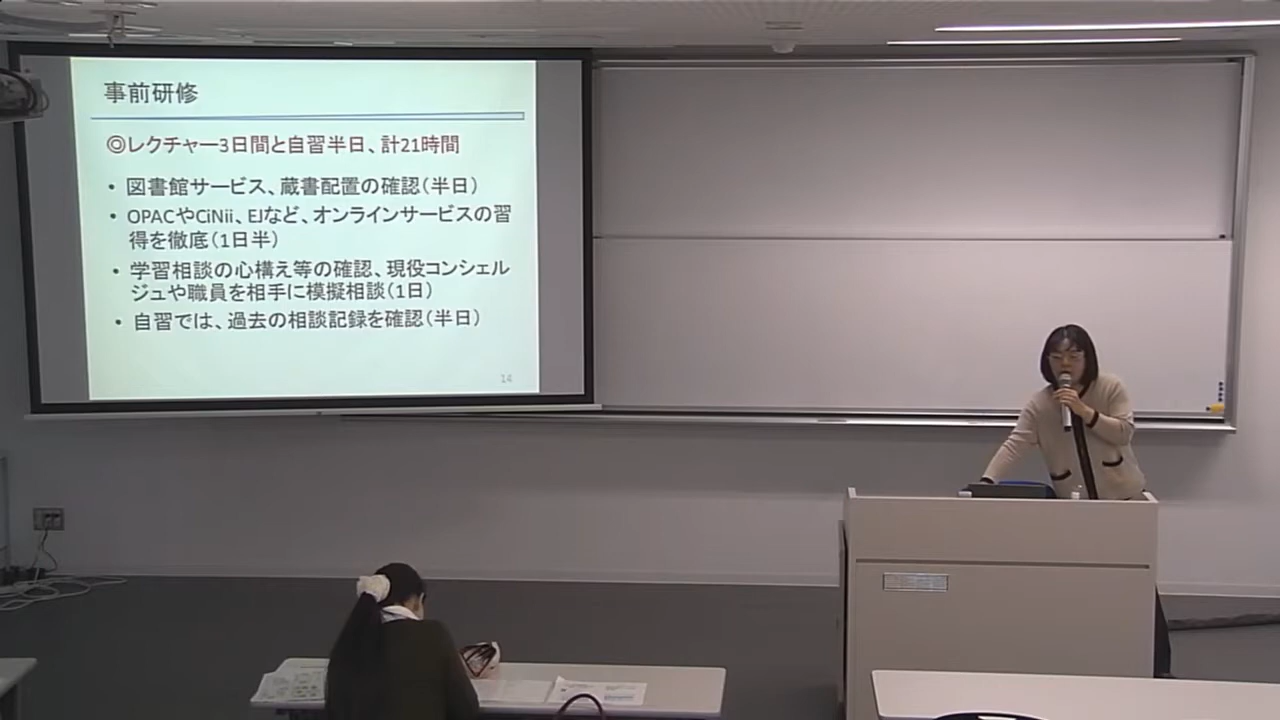 事前研修
◎レクチャー3日間と自習半日、計21時間
• 図書館サービス、蔵書配置の確認（半日）
• OPACやCiNii、EJなど、オンラインサービスの習
得を徹底（1日半）
• 学習相談の心構え等の確認、現役コンシェル
ジュや職員を相手に模擬相談（1日）
• 自習では、過去の相談記録を確認（半日）
14